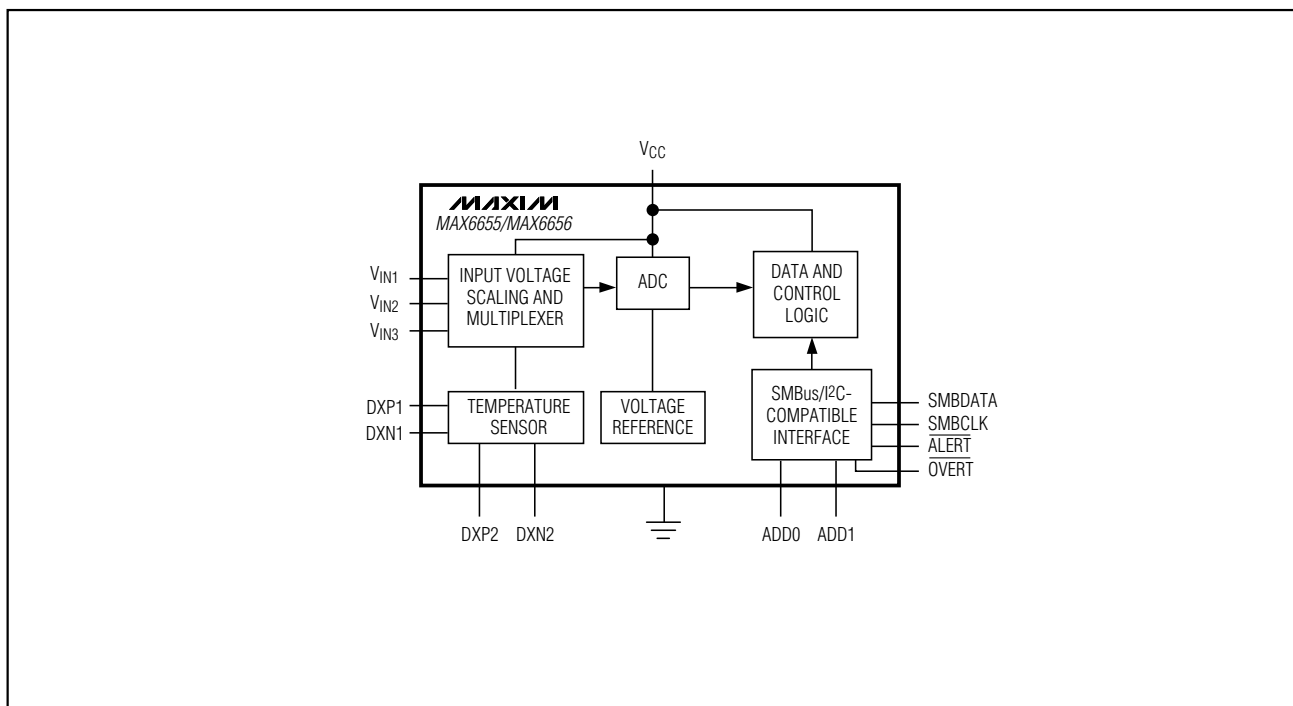 VCC
MAXIM
MAX6655/MAX6656
VIN1
VIN2
VIN3
INPUT VOLTAGE
SCALING AND
MULTIPLEXER
ADC
DATA AND
CONTROL
LOGIC
DXP1
DXN1
TEMPERATURE
SENSOR
VOLTAGE
REFERENCE
SMBus/I²C-
COMPATIBLE
INTERFACE
SMBDATA
SMBCLK
ALERT
OVERT
DXP2
DXN2
ADD0
ADD1